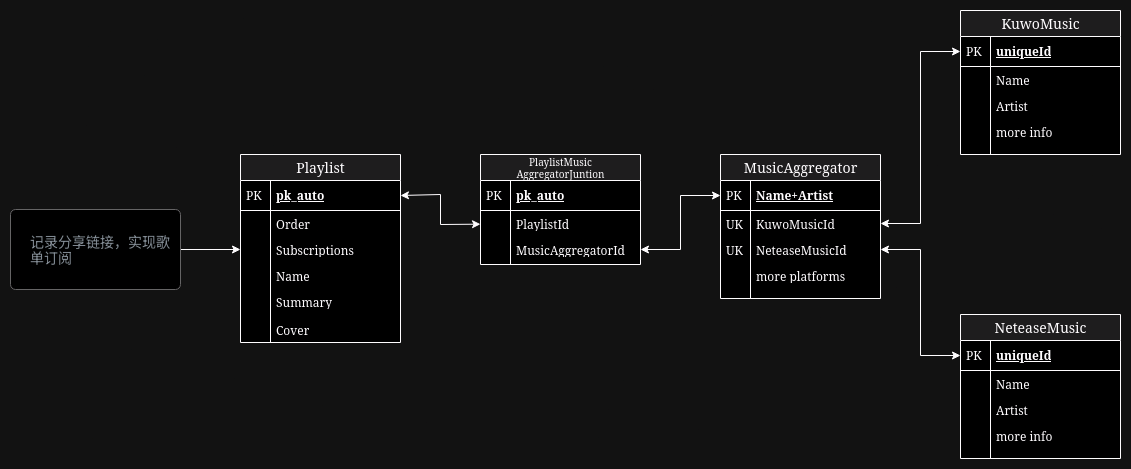 记录分享链接，实现歌
单订阅
Playlist
PK pk_auto
Order
Subscriptions
Name
Summary
Cover
PlaylistMusic
AggregatorJuntion
PK pk_auto
PlaylistId
MusicAggregatorId
MusicAggregator
PK Name+Artist
UK KuwoMusicId
UK NeteaseMusicId
more platforms
KuwoMusic
PK uniqueId
Name
Artist
more info
NeteaseMusic
PK uniqueId
Name
Artist
more info